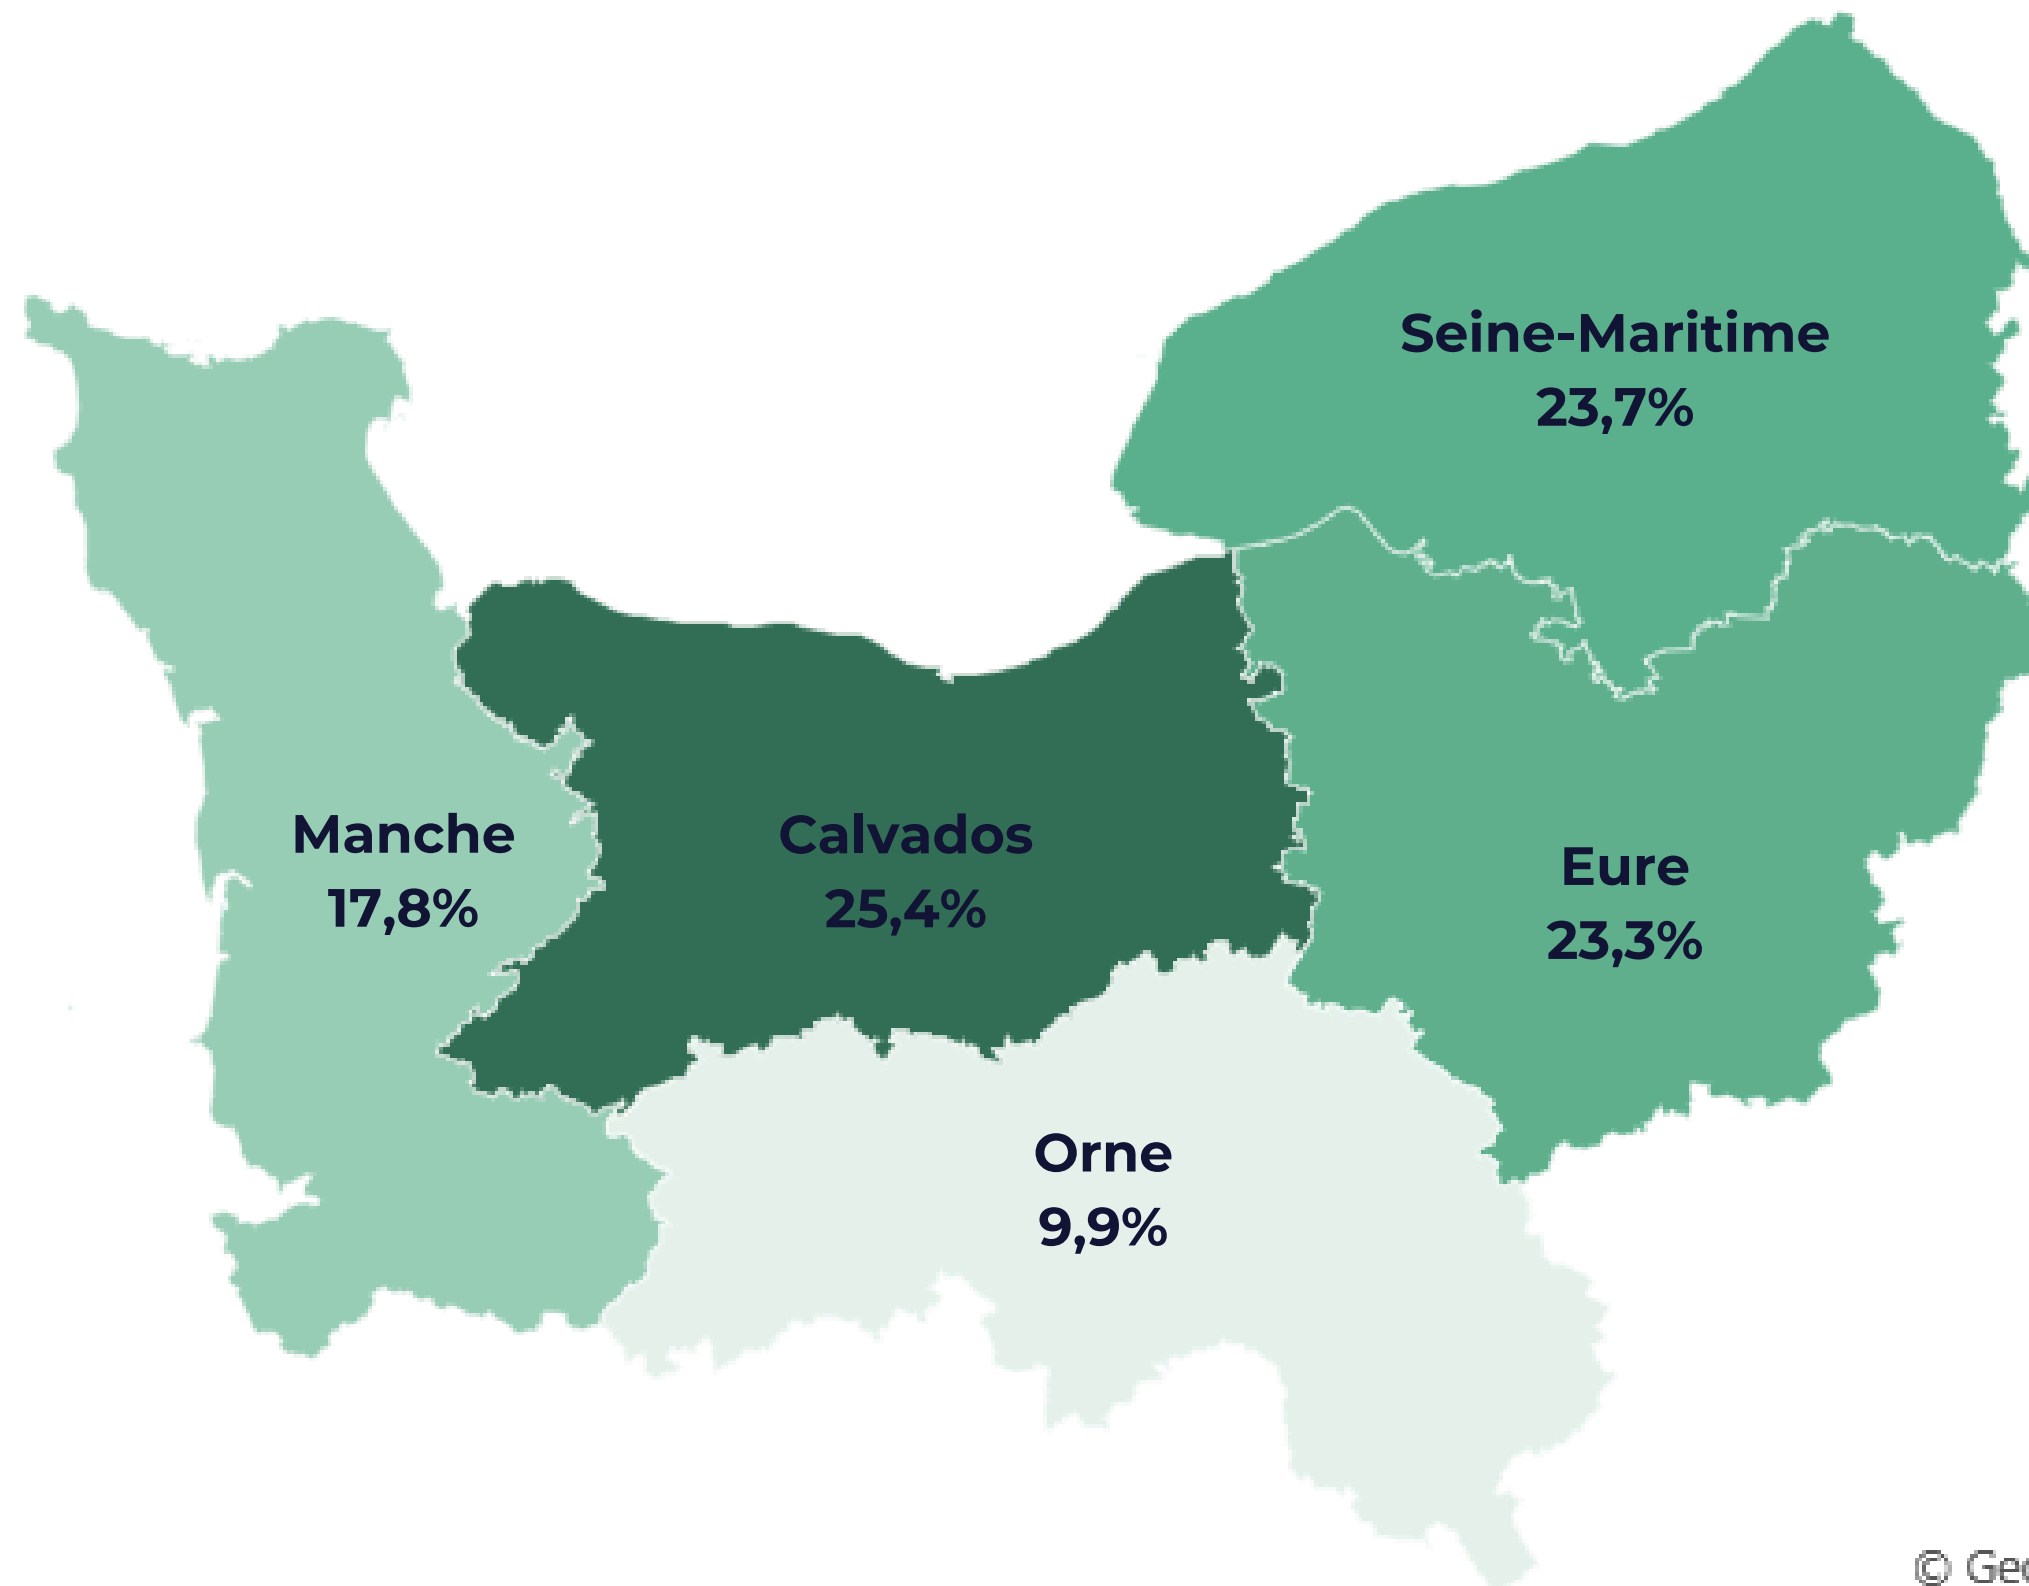 Seine-Maritime
23,7%
Manche
17,8%
Calvados
25,4%
Eure
23,3%
Orne
9,9%
©